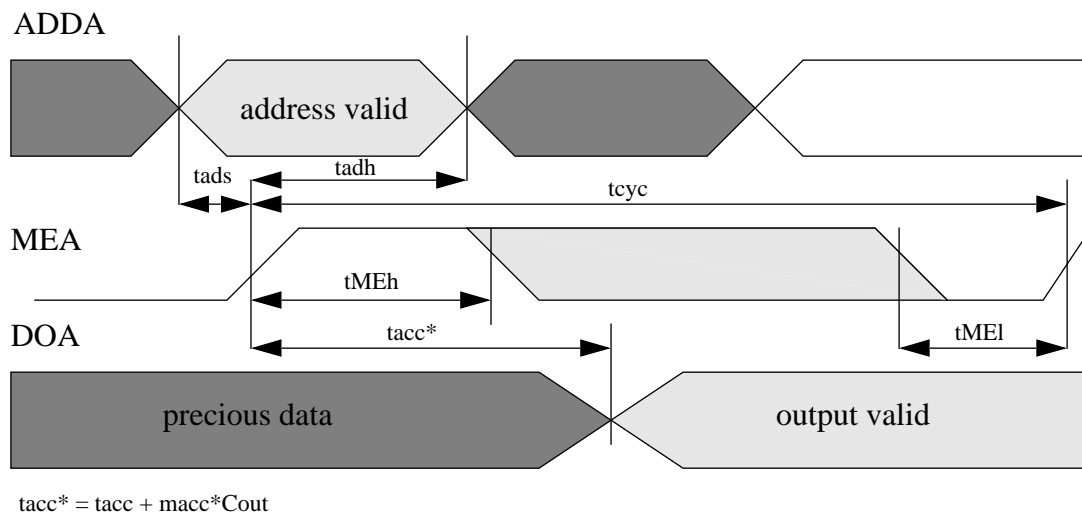 ADDA
address valid
tads
tadh
tcyc
MEA
tMEh
DOA
tacc*
tMEl
precious data
output valid
tacc* = tacc + macc*Cout